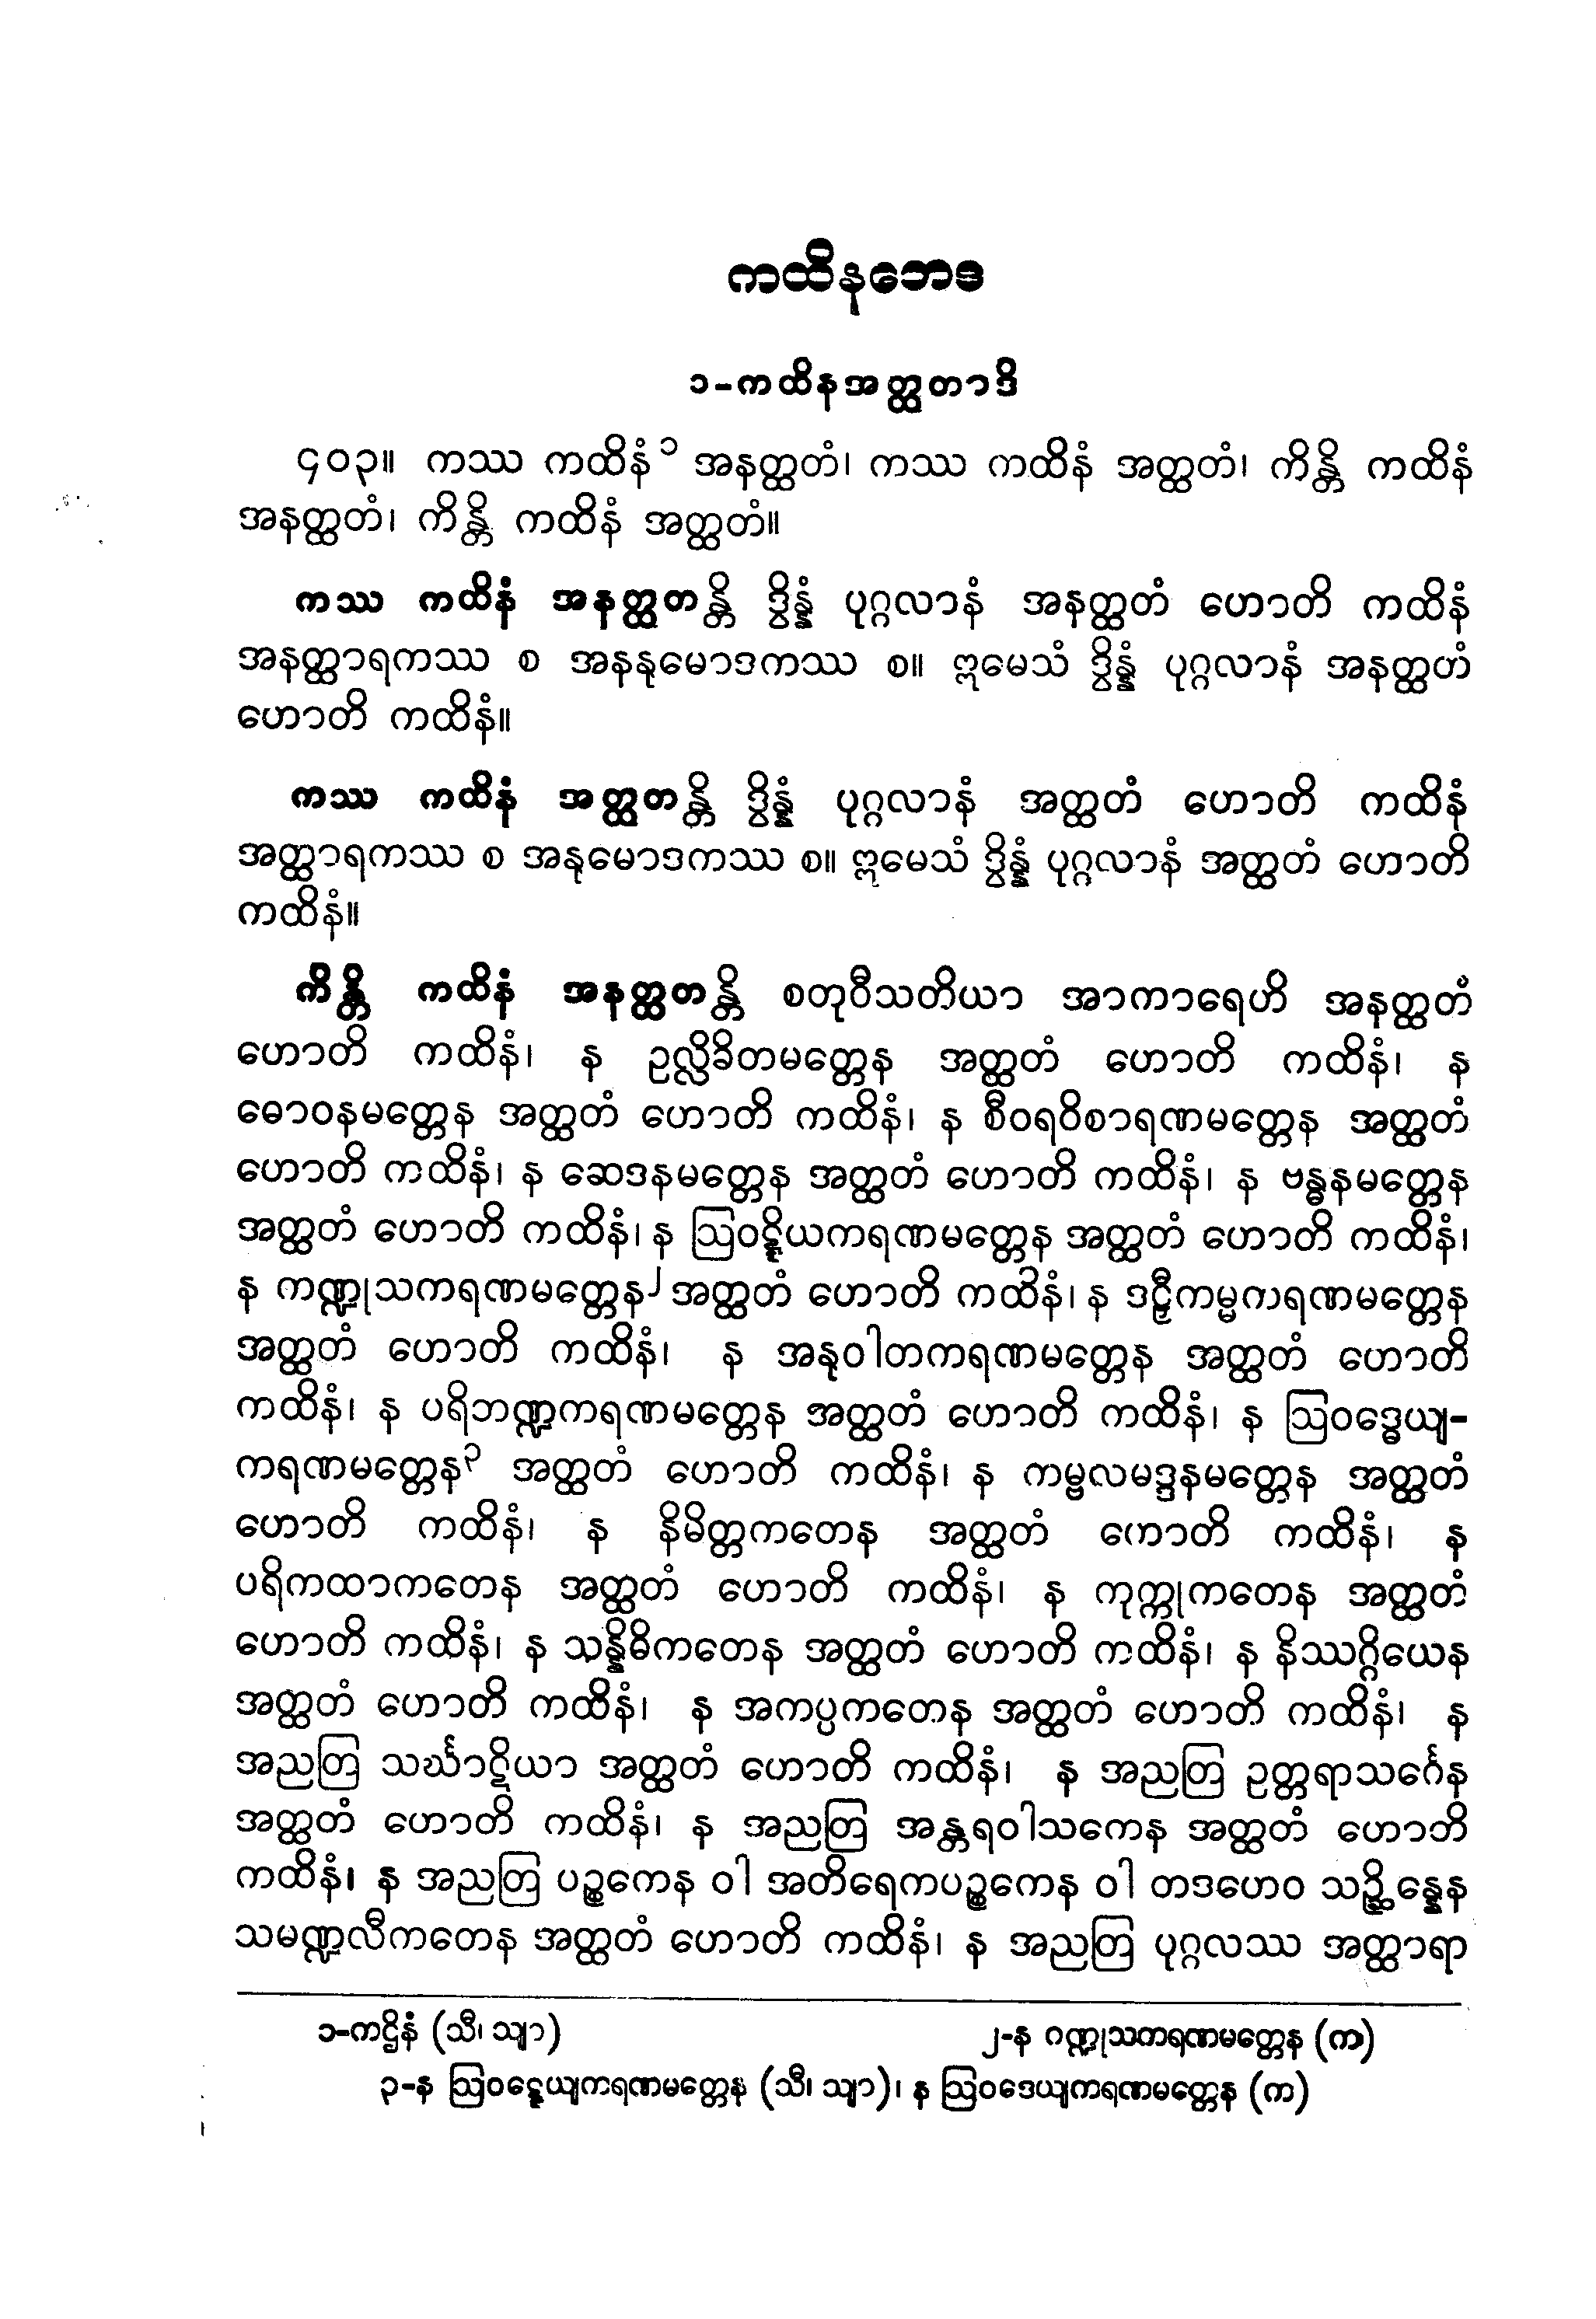 ကထိနဘေဒ
၁-ကထိနအတ္ထတာဒိ
၄၀၃။ ကဿ ကထိနံ၁ အနတ္ထတံ၊ ကဿ ကထိနံ အတ္ထတံ၊ ကိန္တိ ကထိနံ
အနတ္ထတံ၊ ကိန္တိ ကထိနံ အတ္ထတံ။
ကဿ ကထိနံ အနတ္ထတန္တိ ဒွိန္နံ ပုဂ္ဂလာနံ အနတ္ထတံ ဟောတိ ကထိနံ
အနတ္ထာရကဿ စ အနနုမောဒကဿ စ။ ဣမေသံ ဒွိန္နံ ပုဂ္ဂလာနံ အနတ္ထတံ
ဟောတိ ကထိနံ။
ကဿ ကထိနံ အတ္ထတန္တိ ဒွိန္နံ ပုဂ္ဂလာနံ အတ္ထတံ ဟောတိ ကထိနံ
အတ္ထာရကဿ စ အနုမောဒကဿ စ။ ဣမေသံ ဒွိန္နံ ပုဂ္ဂလာနံ အတ္ထတံ ဟောတိ
ကထိနံ။
ကိန္တိ ကထိနံ အနတ္ထတန္တိ စတုဝီသတိယာ အာကာရေဟိ အနတ္ထတံ
ဟောတိ ကထိနံ၊ န ဥလ္လိခိတမတ္တေန အတ္ထတံ ဟောတိ ကထိနံ၊ န
ဓောဝနမတ္တေန အတ္ထတံ ဟောတိ ကထိနံ၊ န စီဝရဝိစာရဏမတ္တေန အတ္ထတံ
ဟောတိ ကထိနံ၊ န ဆေဒနမတ္တေန အတ္ထတံ ဟောတိ ကထိနံ၊ န ဗန္ဓနမတ္တေန
အတ္ထတံ ဟောတိ ကထိနံ၊ န ဩဝဋ္ဋိယကရဏမတ္တေန အတ္ထတံ ဟောတိ ကထိနံ၊
န ကဏ္ဍုသကရဏမတ္တေန၂ အတ္ထတံ ဟောတိ ကထိနံ၊ န ဒဠှီကမ္မကရဏမတ္တေန
အတ္ထတံ ဟောတိ ကထိနံ၊ န အနုဝါတကရဏမတ္တေန အတ္ထတံ ဟောတိ
ကထိနံ၊ န ပရိဘဏ္ဍကရဏမတ္တေန အတ္ထတံ ဟောတိ ကထိနံ၊ န ဩဝဒ္ဓေယျ-
ကရဏမတ္တေန၃ အတ္ထတံ ဟောတိ ကထိနံ၊ န ကမ္ဗလမဒ္ဒနမတ္တေန အတ္ထတံ
ဟောတိ ကထိနံ၊ န နိမိတ္တကတေန အတ္ထတံ ဟောတိ ကထိနံ၊ န
ပရိကထာကတေန အတ္ထတံ ဟောတိ ကထိနံ၊ န ကုက္ကုကတေန အတ္ထတံ
ဟောတိ ကထိနံ၊ န သန္နိဓိကတေန အတ္ထတံ ဟောတိ ကထိနံ၊ န နိဿဂ္ဂိယေန
အတ္ထတံ ဟောတိ ကထိနံ၊ န အကပ္ပကတေန အတ္ထတံ ဟောတိ ကထိနံ၊ န
အညတြ သင်္ဃာဋိယာ အတ္ထတံ ဟောတိ ကထိနံ၊ န အညတြ ဥတ္တရာသင်္ဂေန
အတ္ထတံ ဟောတိ ကထိနံ၊ န အညတြ အန္တရဝါသကေန အတ္ထတံ ဟောတိ
ကထိနံ၊ န အညတြ ပဉ္စကေန ဝါ အတိရေကပဉ္စကေန ဝါ တဒဟေဝ သဉ္ဆိန္နေန
သမဏ္ဍလီကတေန အတ္ထတံ ဟောတိ ကထိနံ၊ န အညတြ ပုဂ္ဂလဿ အတ္ထာရာ
၁-ကဋ္ဌိနံ (သီ၊ သျာ) ၂-န ဂဏ္ဍုသကရဏမတ္တေန (က)
၃-န ဩဝဋ္ဋေယျကရဏမတ္တေန (သီ၊ သျာ)၊ န ဩဝဒေယျကရဏမတ္တေန (က)